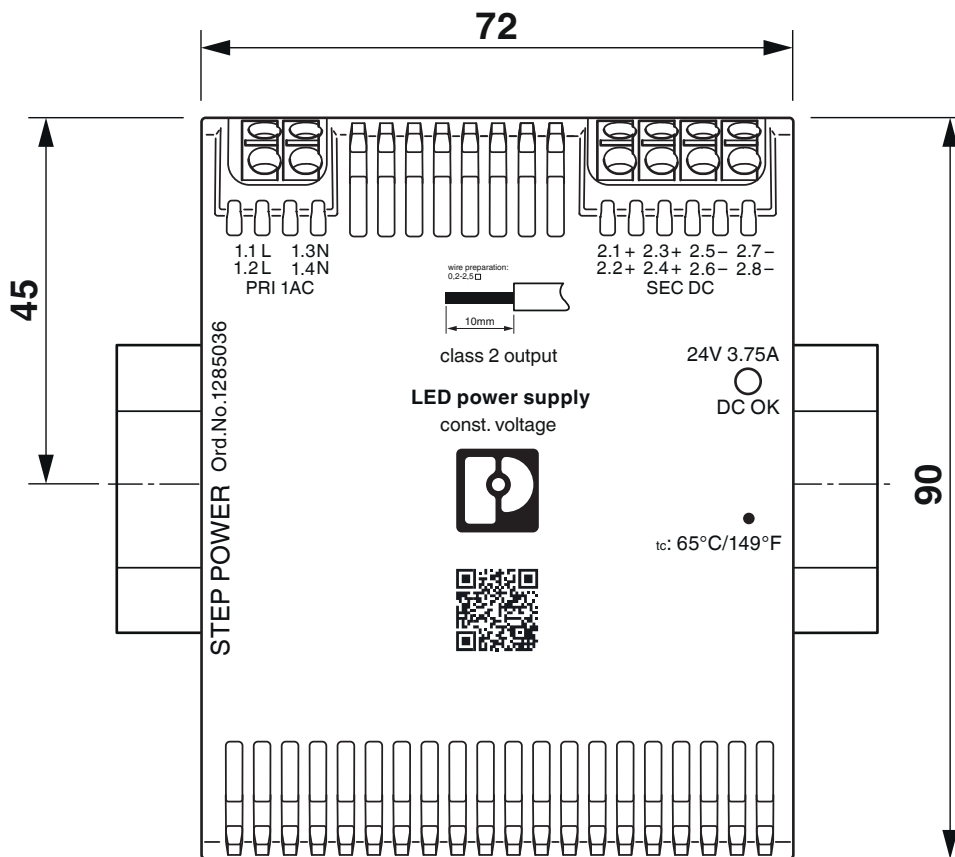 72
45
90
1.1 L 1.3 N
1.2 L 1.4 N
PRI 1AC
2.1 + 2.3 + 2.5 – 2.7 –
2.2 + 2.4 + 2.6 – 2.8 –
SEC DC
wire preparation:
0,2-2,5
10mm
class 2 output
24V 3.75A
DC OK
LED power supply
const. voltage
tc: 65°C/149°F
STEP POWER Ord.No.1285036